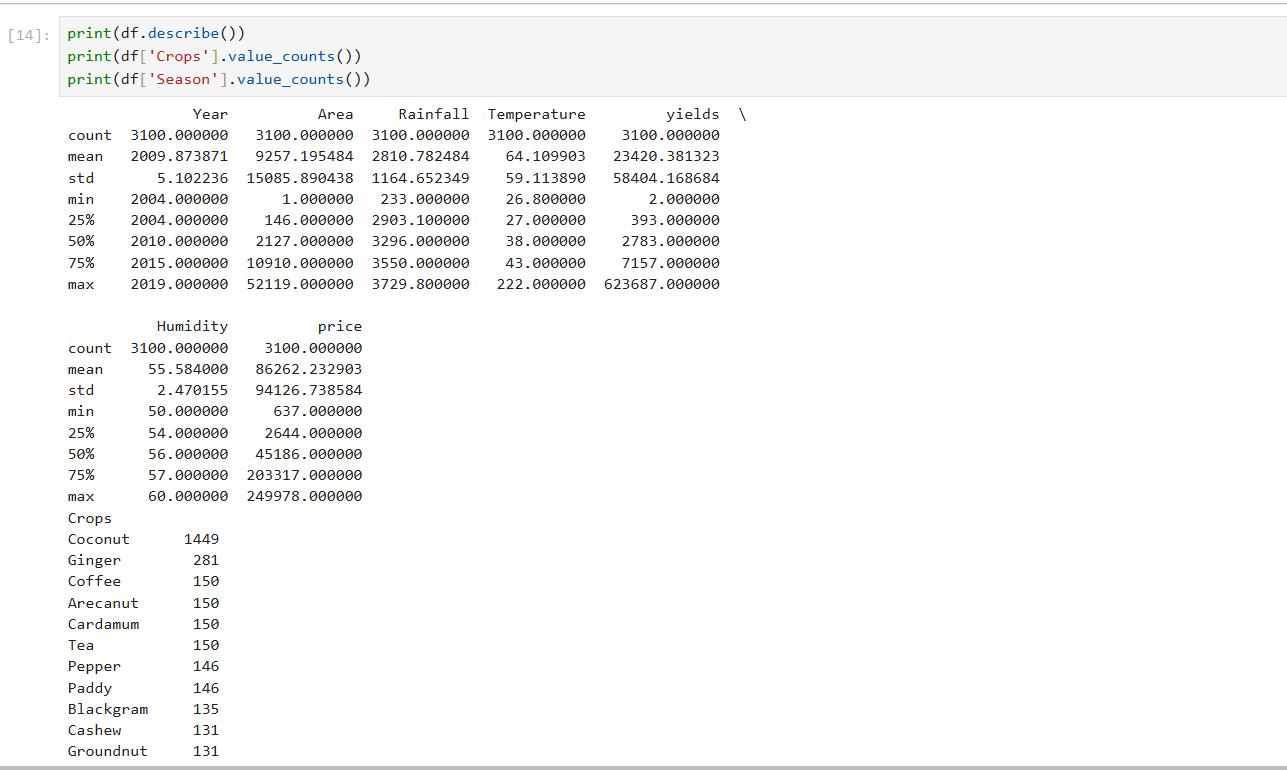 [14]: print(df.describe())
print(df['Crops'].value_counts())
print(df['Season'].value_counts())
Year Area Rainfall Temperature yields \
count 3100.000000 3100.000000 3100.000000 3100.000000 3100.000000
mean 2009.873871 9257.195484 2810.782484 64.109903 23420.381323
std 5.102236 15085.890438 1164.652349 59.113890 58404.168684
min 2004.000000 1.000000 233.000000 26.800000 2.000000
25% 2004.000000 146.000000 2903.100000 27.000000 393.000000
50% 2010.000000 2127.000000 3296.000000 38.000000 2783.000000
75% 2015.000000 10910.000000 3550.000000 43.000000 7157.000000
max 2019.000000 52119.000000 3729.800000 222.000000 623687.000000
Humidity price
count 3100.000000 3100.000000
mean 55.584000 86262.232903
std 2.470155 94126.738584
min 50.000000 637.000000
25% 54.000000 2644.000000
50% 56.000000 45186.000000
75% 57.000000 203317.000000
max 60.000000 249978.000000
Crops
Coconut 1449
Ginger 281
Coffee 150
Arecanut 150
Cardamum 150
Tea 150
Pepper 146
Paddy 146
Blackgram 135
Cashew 131
Groundnut 131